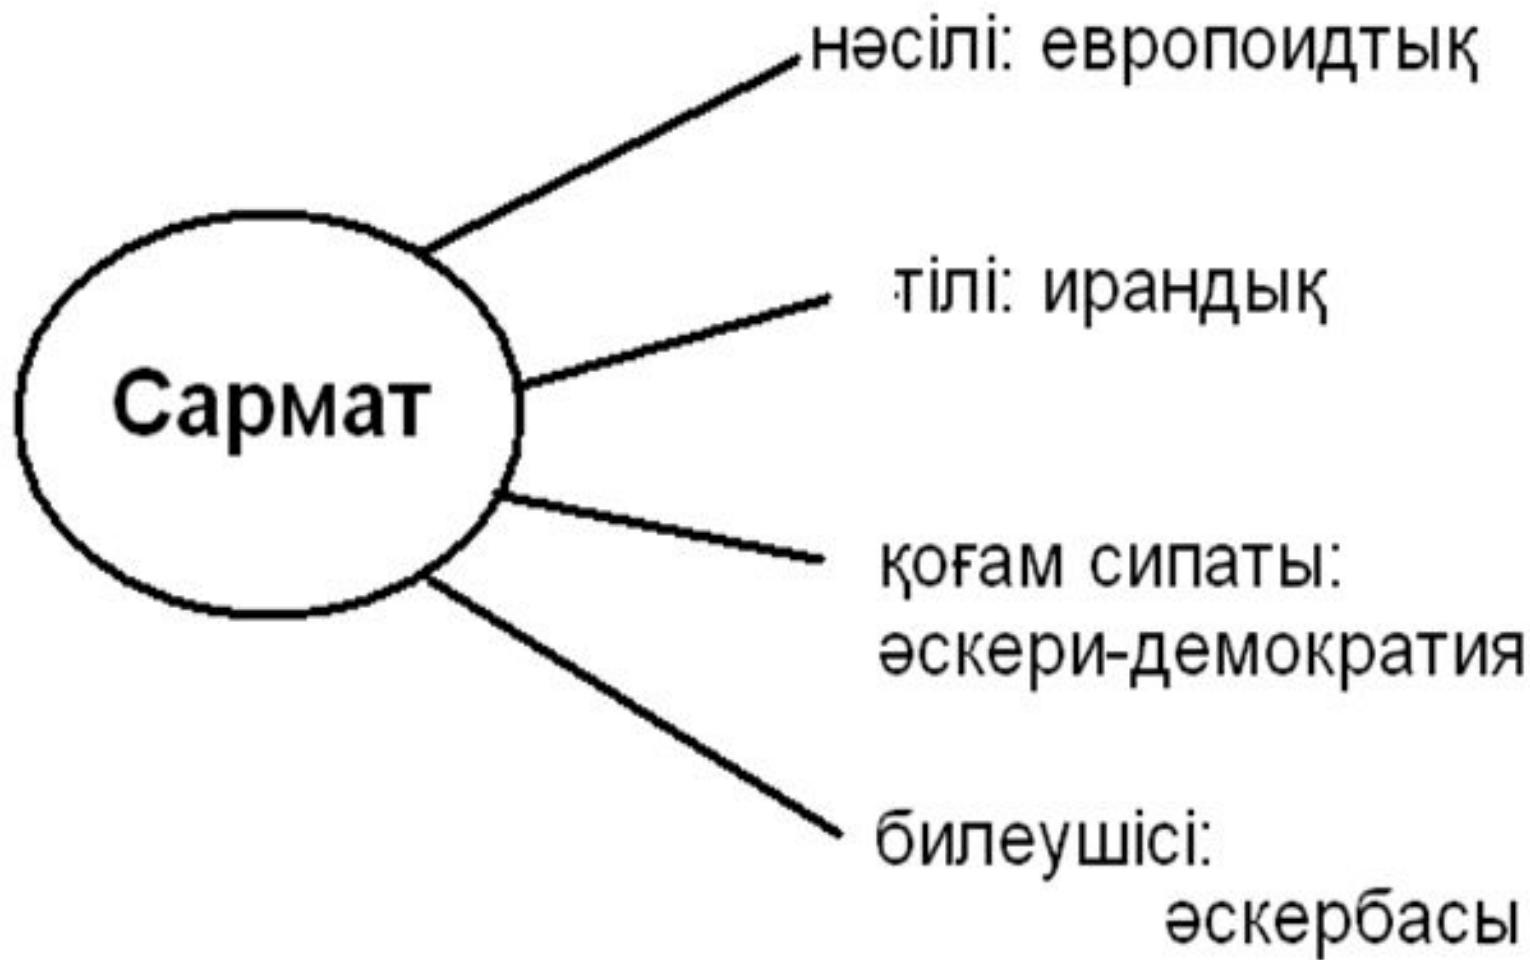 нәсілі: европоидтық
тілі: ирандық
Сармат
қоғам сипаты:
әскери-демократия
билеушісі:
әскербасы